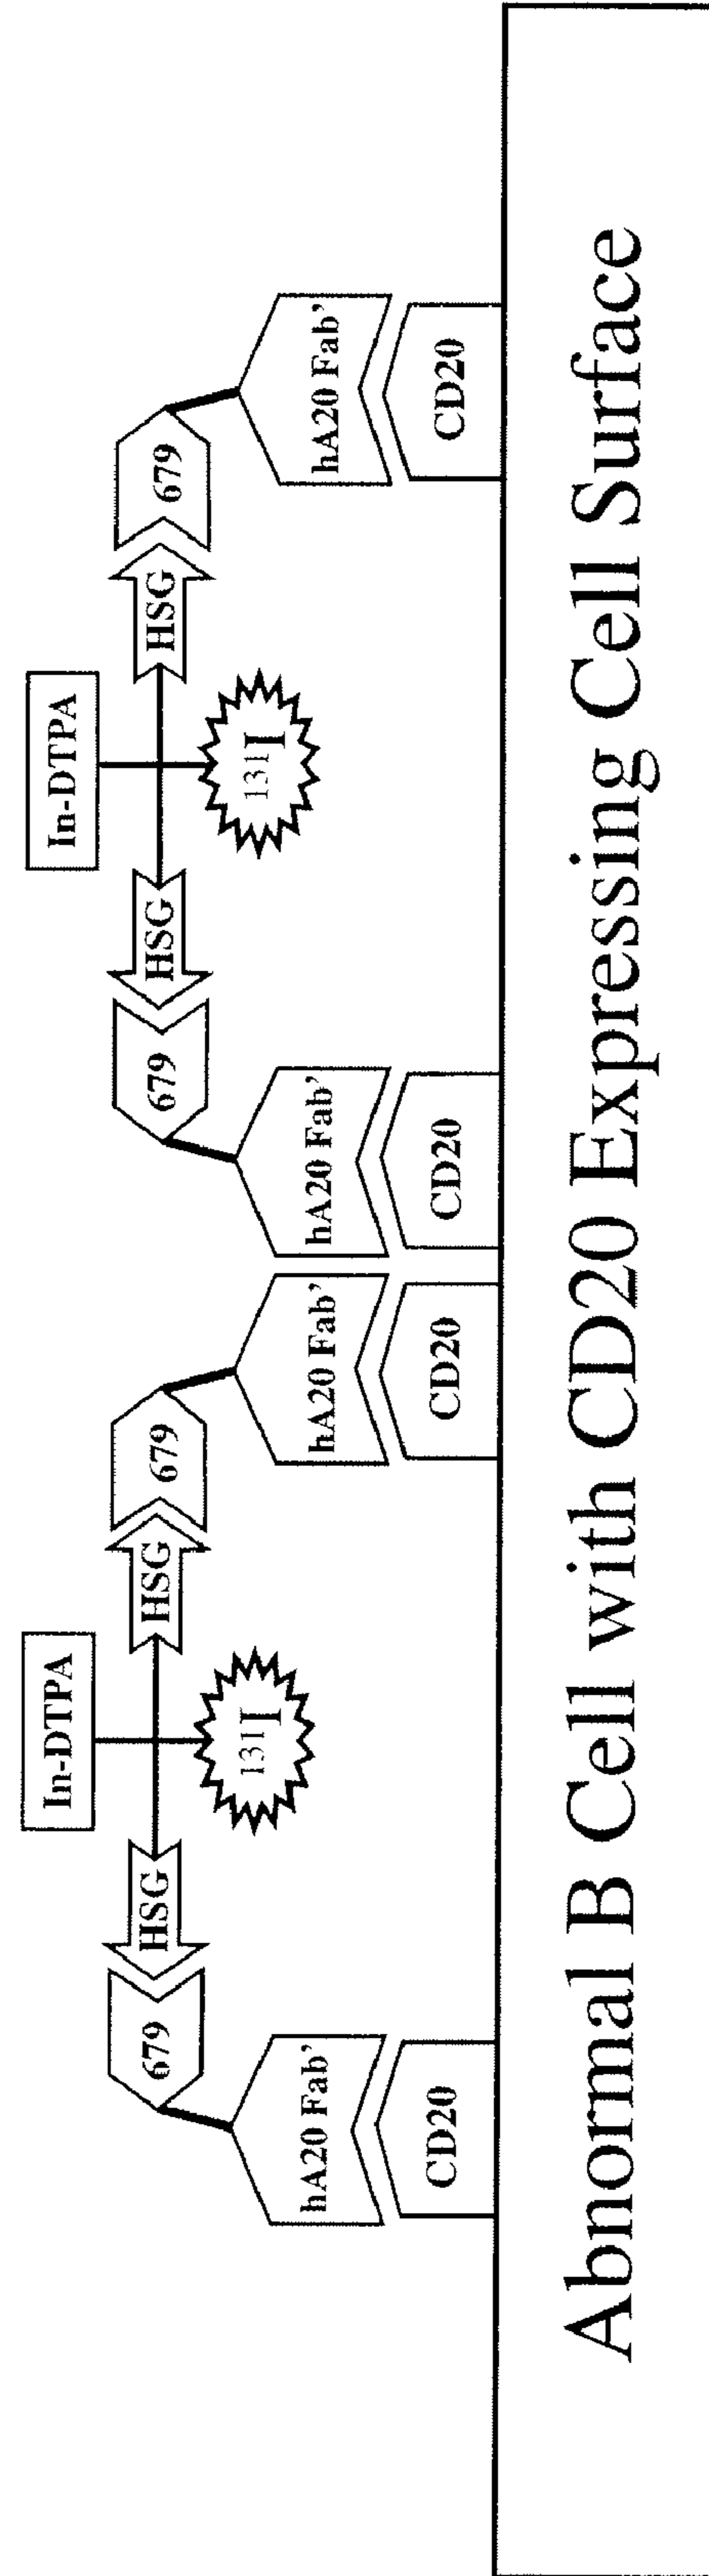 In-DTPA
In-DTPA
679
HSG
HSG
679
679
HSG
HSG
679
131I
131I
hA20 Fab’
hA20 Fab’
hA20 Fab’
hA20 Fab’
CD20
CD20
CD20
CD20
Abnormal B Cell with CD20 Expressing Cell Surface